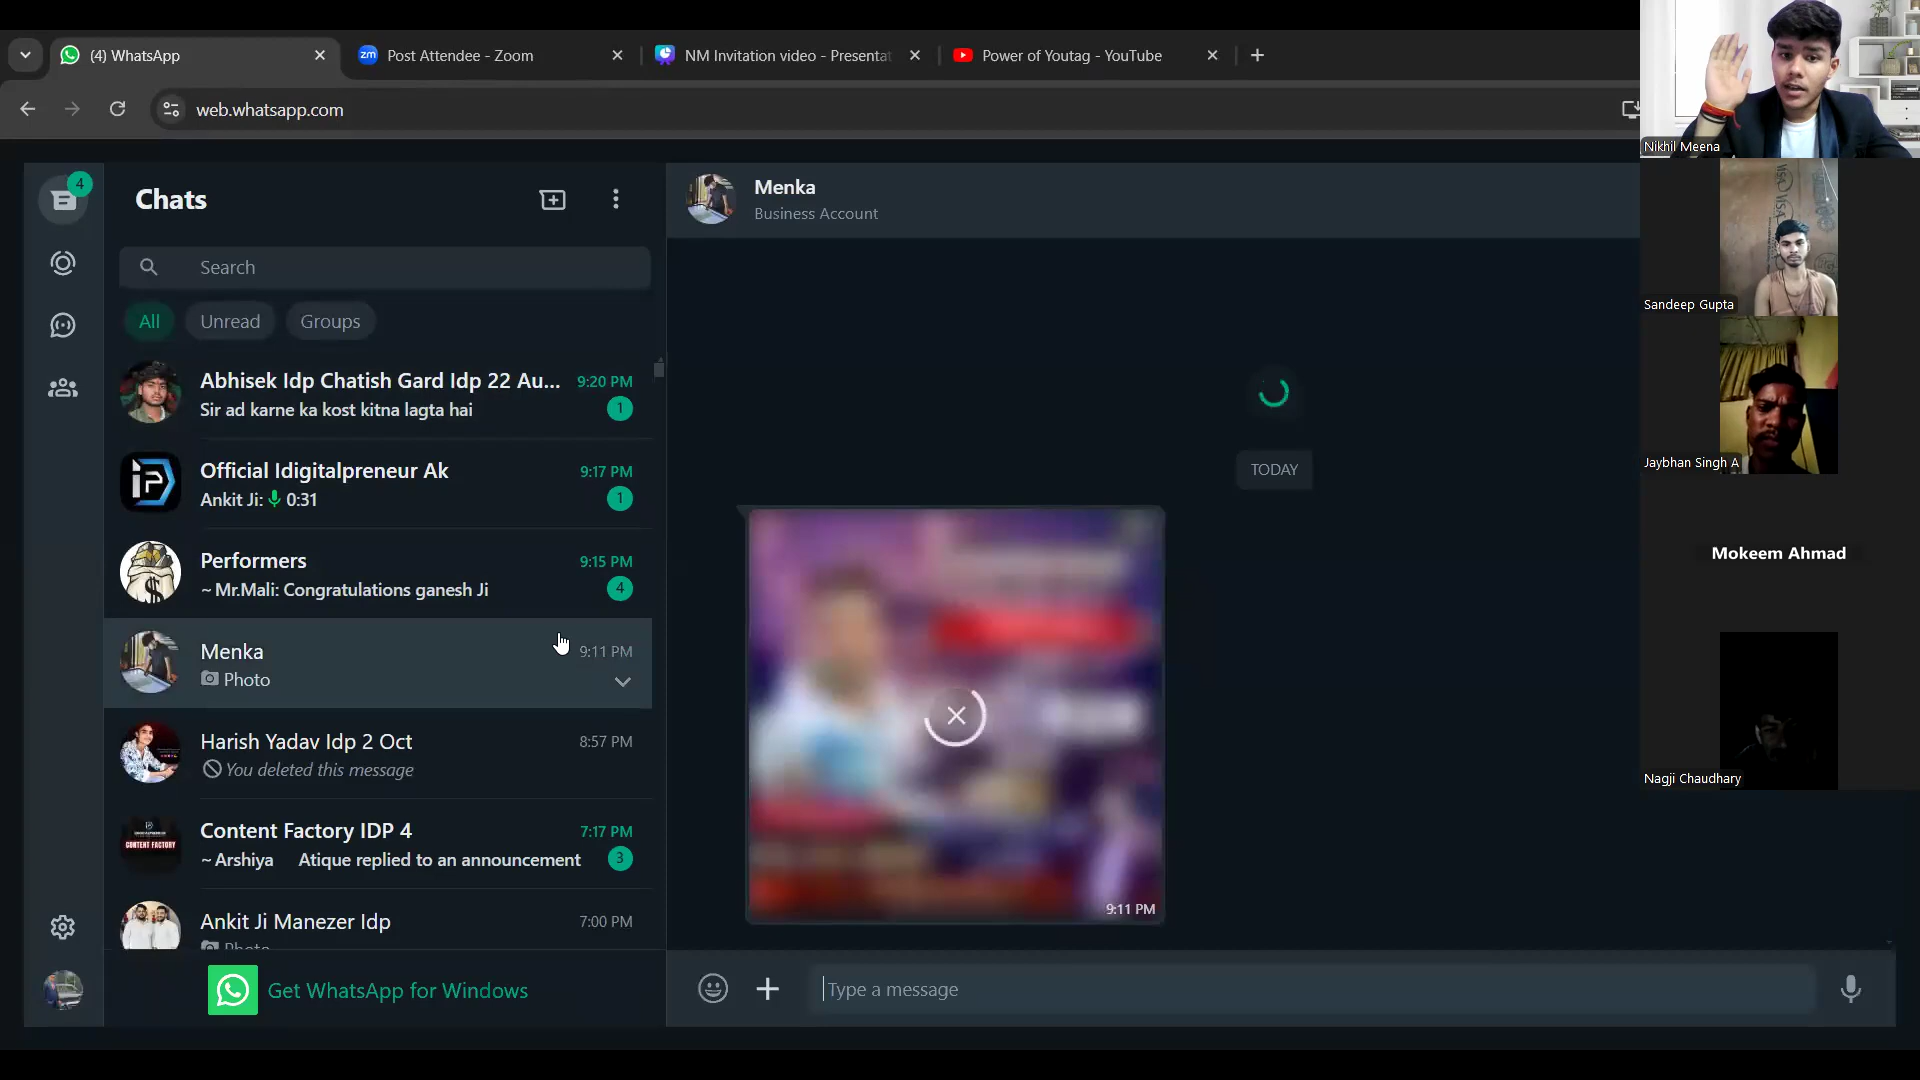 (4) WhatsApp
Post Attendee - Zoom
NM Invitation video - Presentat
Power of Youtag - YouTube
web.whatsapp.com
4
Chats
Search
All
Unread
Groups
Abhisek Idp Chatish Gard Idp 22 Au...
9:20 PM
Sir ad karne ka kost kitna lagta hai
1
Official Idigitalpreneur Ak
9:17 PM
Ankit Ji: 0:31
1
Performers
9:15 PM
~ Mr.Mali: Congratulations ganesh Ji
4
Menka
9:11 PM
Photo
Harish Yadav Idp 2 Oct
8:57 PM
You deleted this message
CONTENT FACTORY
Content Factory IDP 4
7:17 PM
~ Arshiya Atique replied to an announcement
3
Ankit Ji Manezer Idp
7:00 PM
Photo
Get WhatsApp for Windows
Menka
Business Account
TODAY
9:11 PM
Type a message
Nikhil Meena
Sandeep Gupta
Jaybhan Singh A
Mokeem Ahmad
Nagji Chaudhary